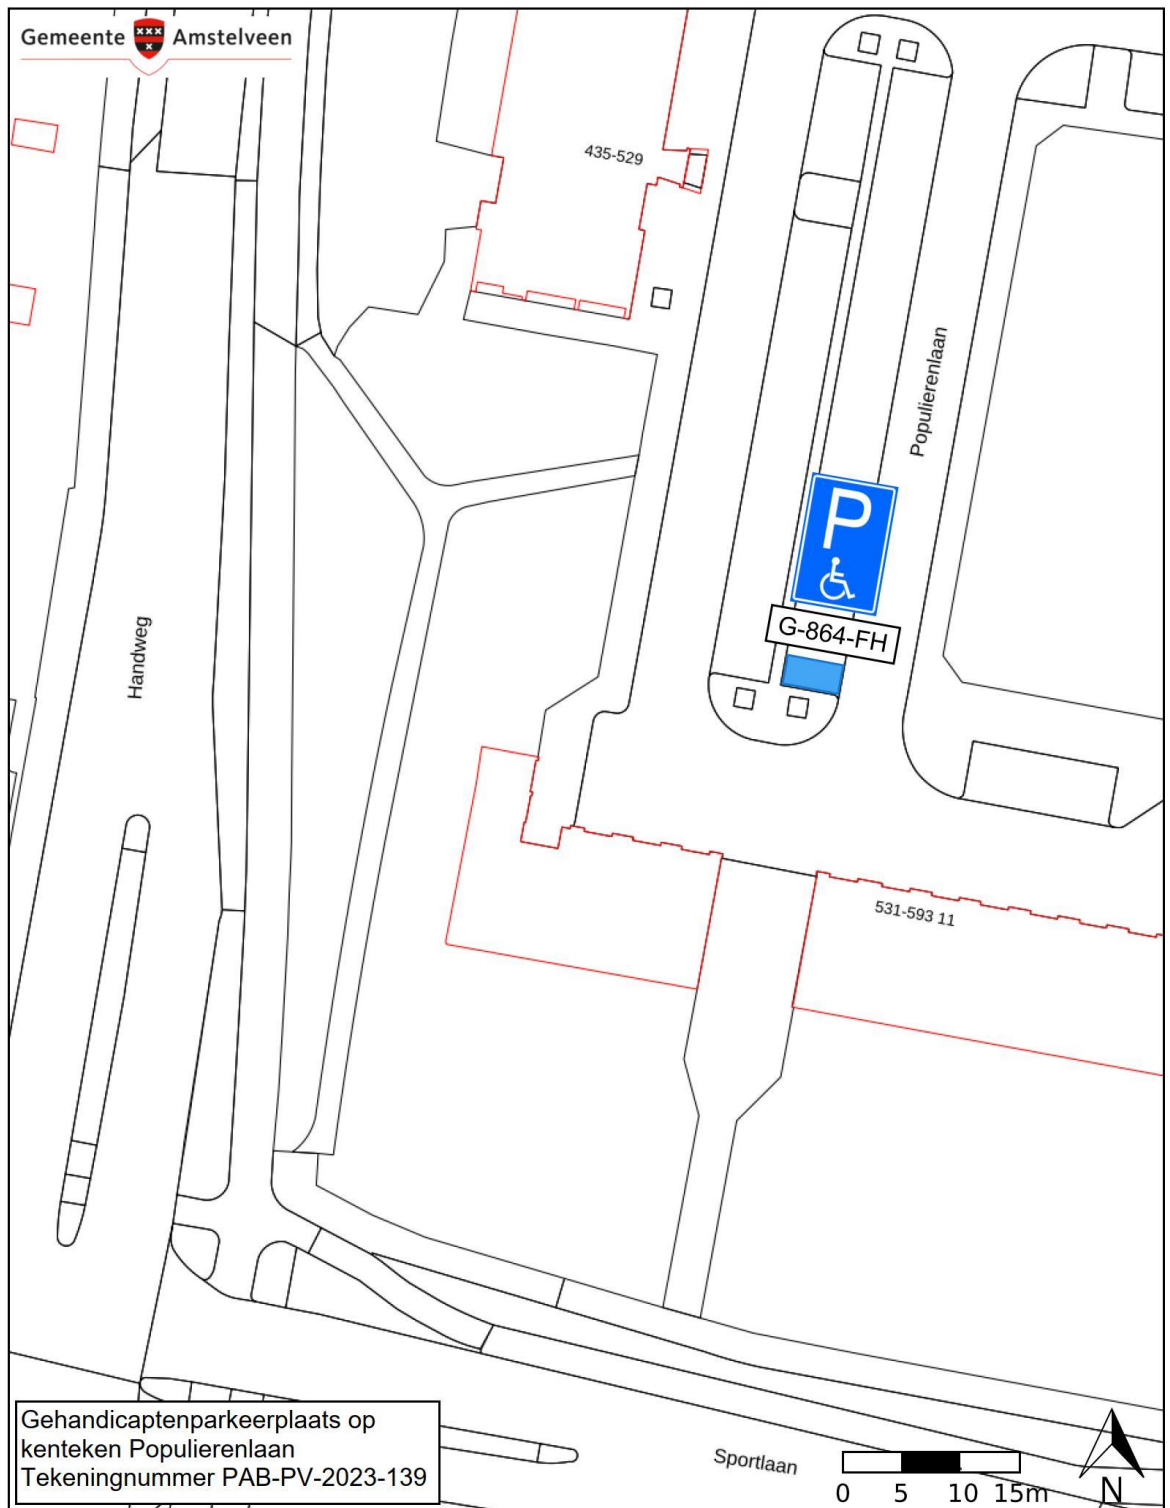 Gemeente Amstelveen
435-529
Populierenlaan
P
G-864-FH
Handweg
531-593 11
Gehandicaptenparkeerplaats op
kenteken Populierenlaan
Tekeningnummer PAB-PV-2023-139
Sportlaan
0 5 10 15m
N